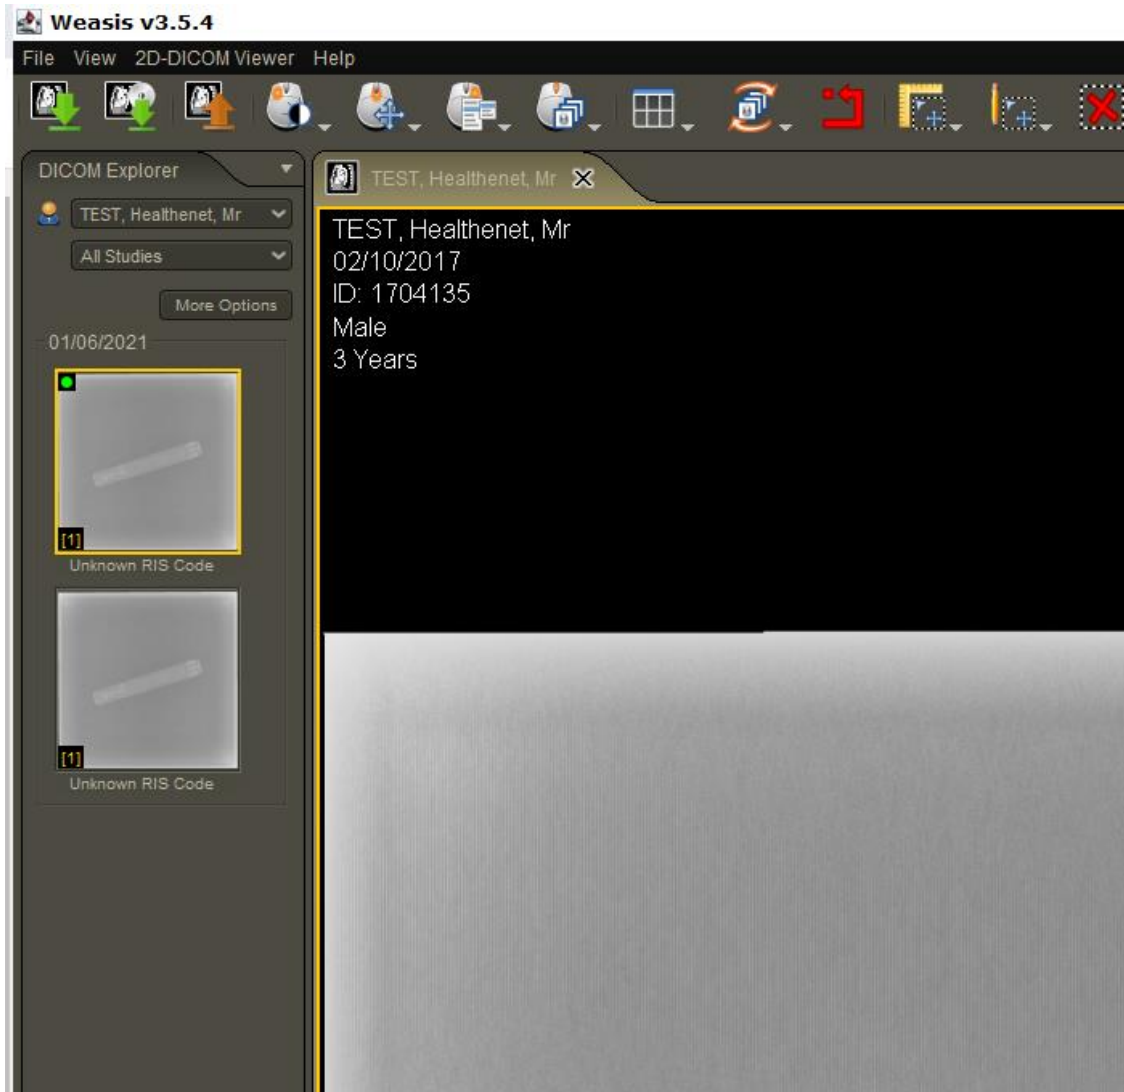 Weasis v3.5.4
File View 2D-DICOM Viewer Help
DICOM Explorer
TEST, Healthenet, Mr
TEST, Healthenet, Mr
All Studies
More Options
01/06/2021
[1]
Unknown RIS Code
[1]
Unknown RIS Code
TEST, Healthenet, Mr
02/10/2017
ID: 1704135
Male
3 Years